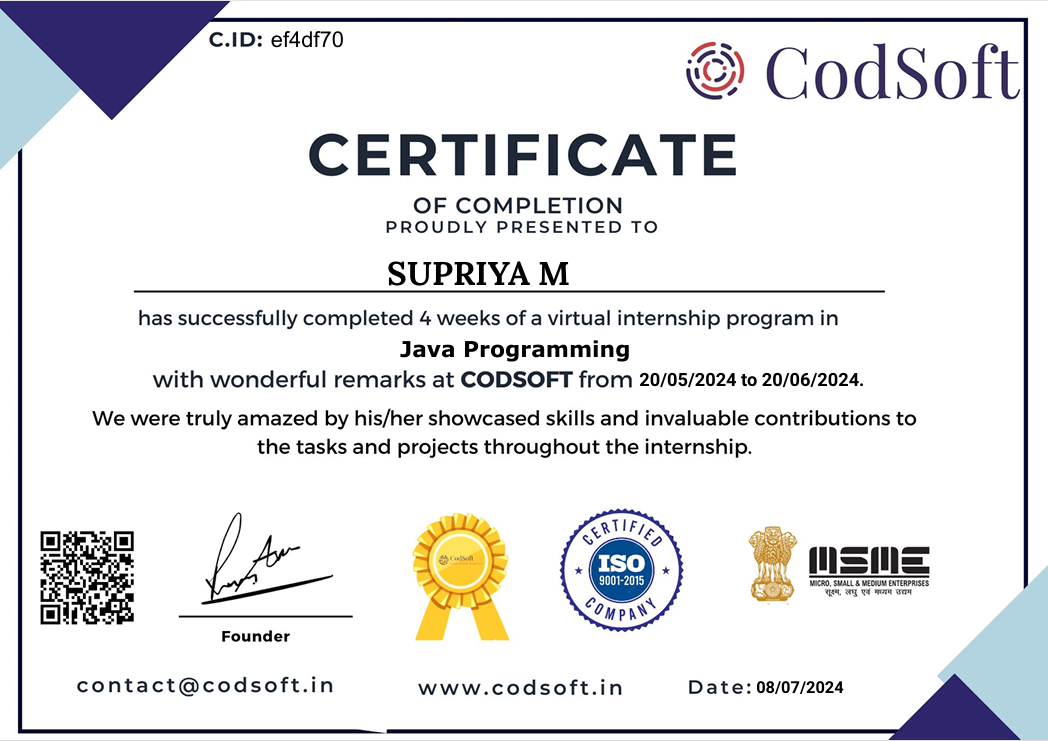 C.ID: ef4df70
CodSoft
CERTIFICATE
OF COMPLETION
PROUDLY PRESENTED TO
SUPRIYA M
has successfully completed 4 weeks of a virtual internship program in
Java Programming
with wonderful remarks at CODSOFT from 20/05/2024 to 20/06/2024.
We were truly amazed by his/her showcased skills and invaluable contributions to
the tasks and projects throughout the internship.
Founder
CodSoft
CERTIFIED
ISO
9001-2015
COMPANY
MSME
MICRO, SMALL & MEDIUM ENTERPRISES
सूक्ष्म, लघु एवं मध्यम उद्यम
contact@codsoft.in
www.codsoft.in
Date: 08/07/2024